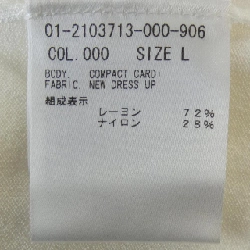 01-2103713-000-906
COL.000 SIZE L
BODY. COMPACT CARDI
FABRIC. NEW DRESS UP
組成表示
レーヨン 72%
ナイロン 28%